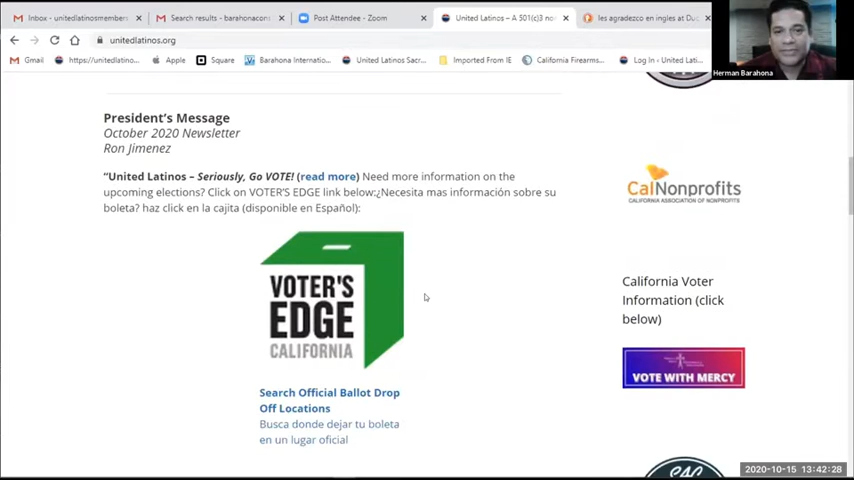 Inbox - unitedlatinosmembers
Search results - barahonacons
Post Attendee - Zoom
United Latinos – A 501(c)3 no
les agradezco en ingles at Duc
unitedlatinos.org
Gmail
https://unitedlatino...
Apple
Square
Barahona Internatio...
United Latinos Sacr...
Imported From IE
California Firearms...
Log In ‹ United Lati...
Herman Barahona
President's Message
October 2020 Newsletter
Ron Jimenez
"United Latinos – Seriously, Go VOTE! (read more) Need more information on the
upcoming elections? Click on VOTER'S EDGE link below:¿Necesita mas información sobre su
boleta? haz click en la cajita (disponible en Español):
VOTER'S
EDGE
CALIFORNIA
Search Official Ballot Drop
Off Locations
Busca donde dejar tu boleta
en un lugar oficial
CalNonprofits
CALIFORNIA ASSOCIATION OF NONPROFITS
California Voter
Information (click
below)
VOTE WITH MERCY
SAC
2020-10-15 13:42:28